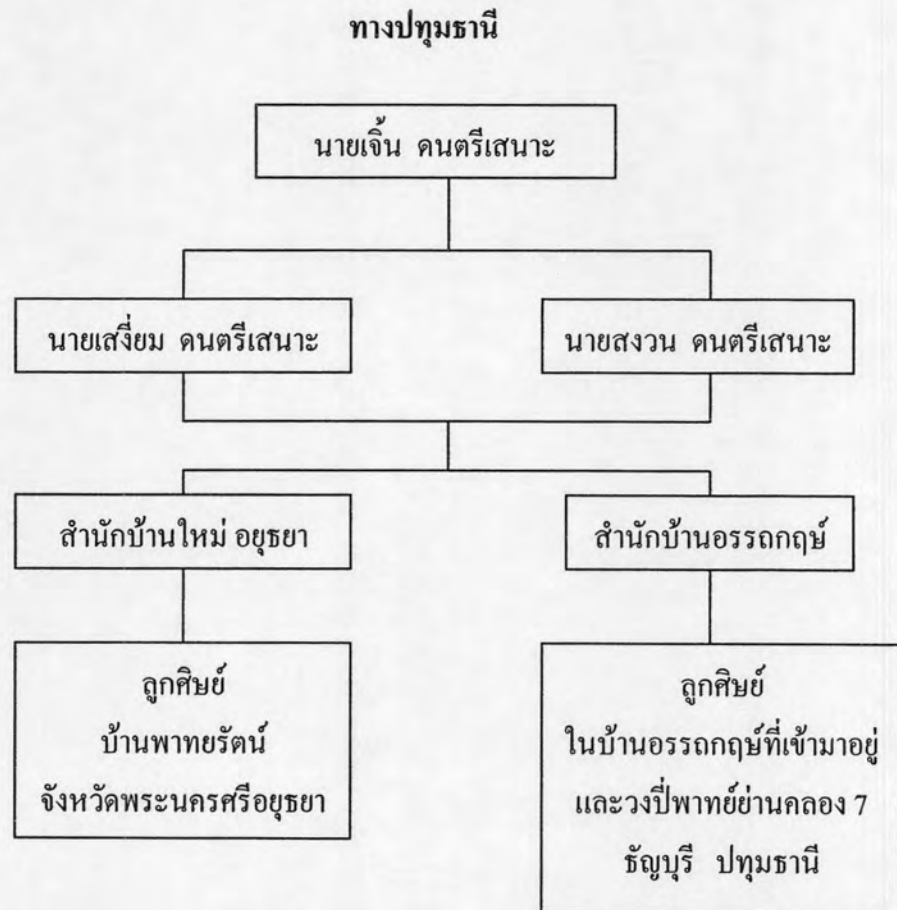 ทางปทุมธานี
นายเจิ้น ดนตรีเสนาะ
นายเสงี่ยม ดนตรีเสนาะ
นายสงวน ดนตรีเสนาะ
สำนักบ้านใหม่ อยุธยา
สำนักบ้านอรรถกฤษ์
ลูกศิษย์
บ้านพาทยรัตน์
จังหวัดพระนครศรีอยุธยา
ลูกศิษย์
ในบ้านอรรถกฤษ์ที่เข้ามาอยู่
และวงปี่พาทย์ย่านคลอง 7
ธัญบุรี ปทุมธานี